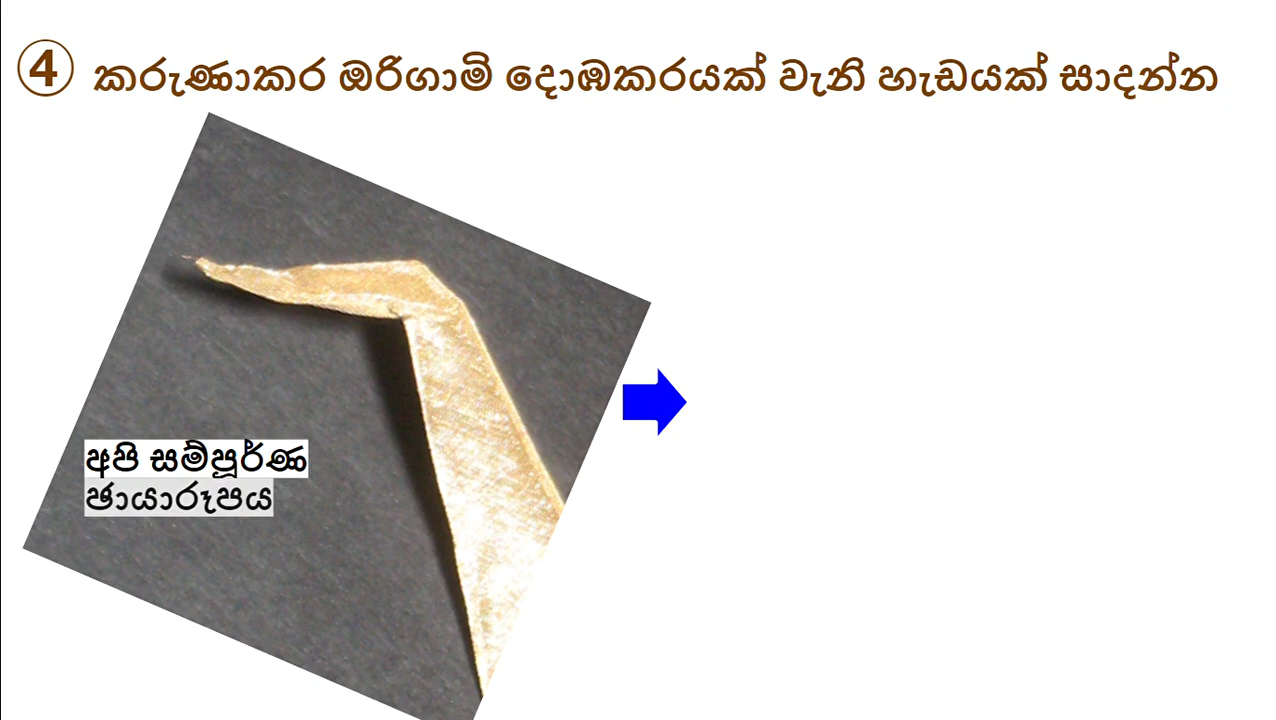 ④ කරුණාකර ඔරිගාමි දොඹකරයක් වැනි හැඩයක් සාදන්න
අපි සම්පූර්ණ
ඡායාරූපය